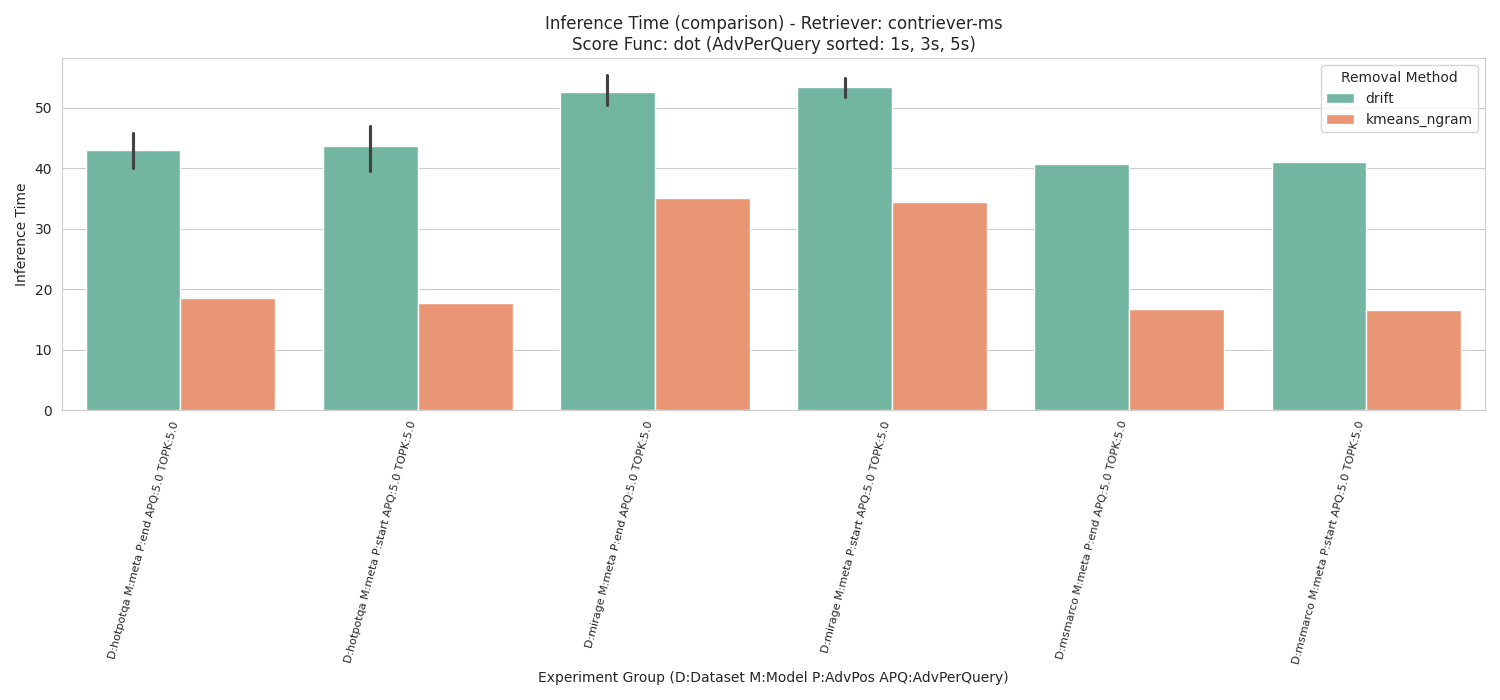 Inference Time (comparison) - Retriever: contriever-ms
Score Func: dot (AdvPerQuery sorted: 1s, 3s, 5s)
Removal Method
drift
kmeans_ngram
Inference Time
50
40
30
20
10
0
D:hotpotqa M:meta P:end APQ:5.0 TOPK:5.0
D:hotpotqa M:meta P:start APQ:5.0 TOPK:5.0
D:mirage M:meta P:end APQ:5.0 TOPK:5.0
D:mirage M:meta P:start APQ:5.0 TOPK:5.0
D:msmarco M:meta P:end APQ:5.0 TOPK:5.0
D:msmarco M:meta P:start APQ:5.0 TOPK:5.0
Experiment Group (D:Dataset M:Model P:AdvPos APQ:AdvPerQuery)